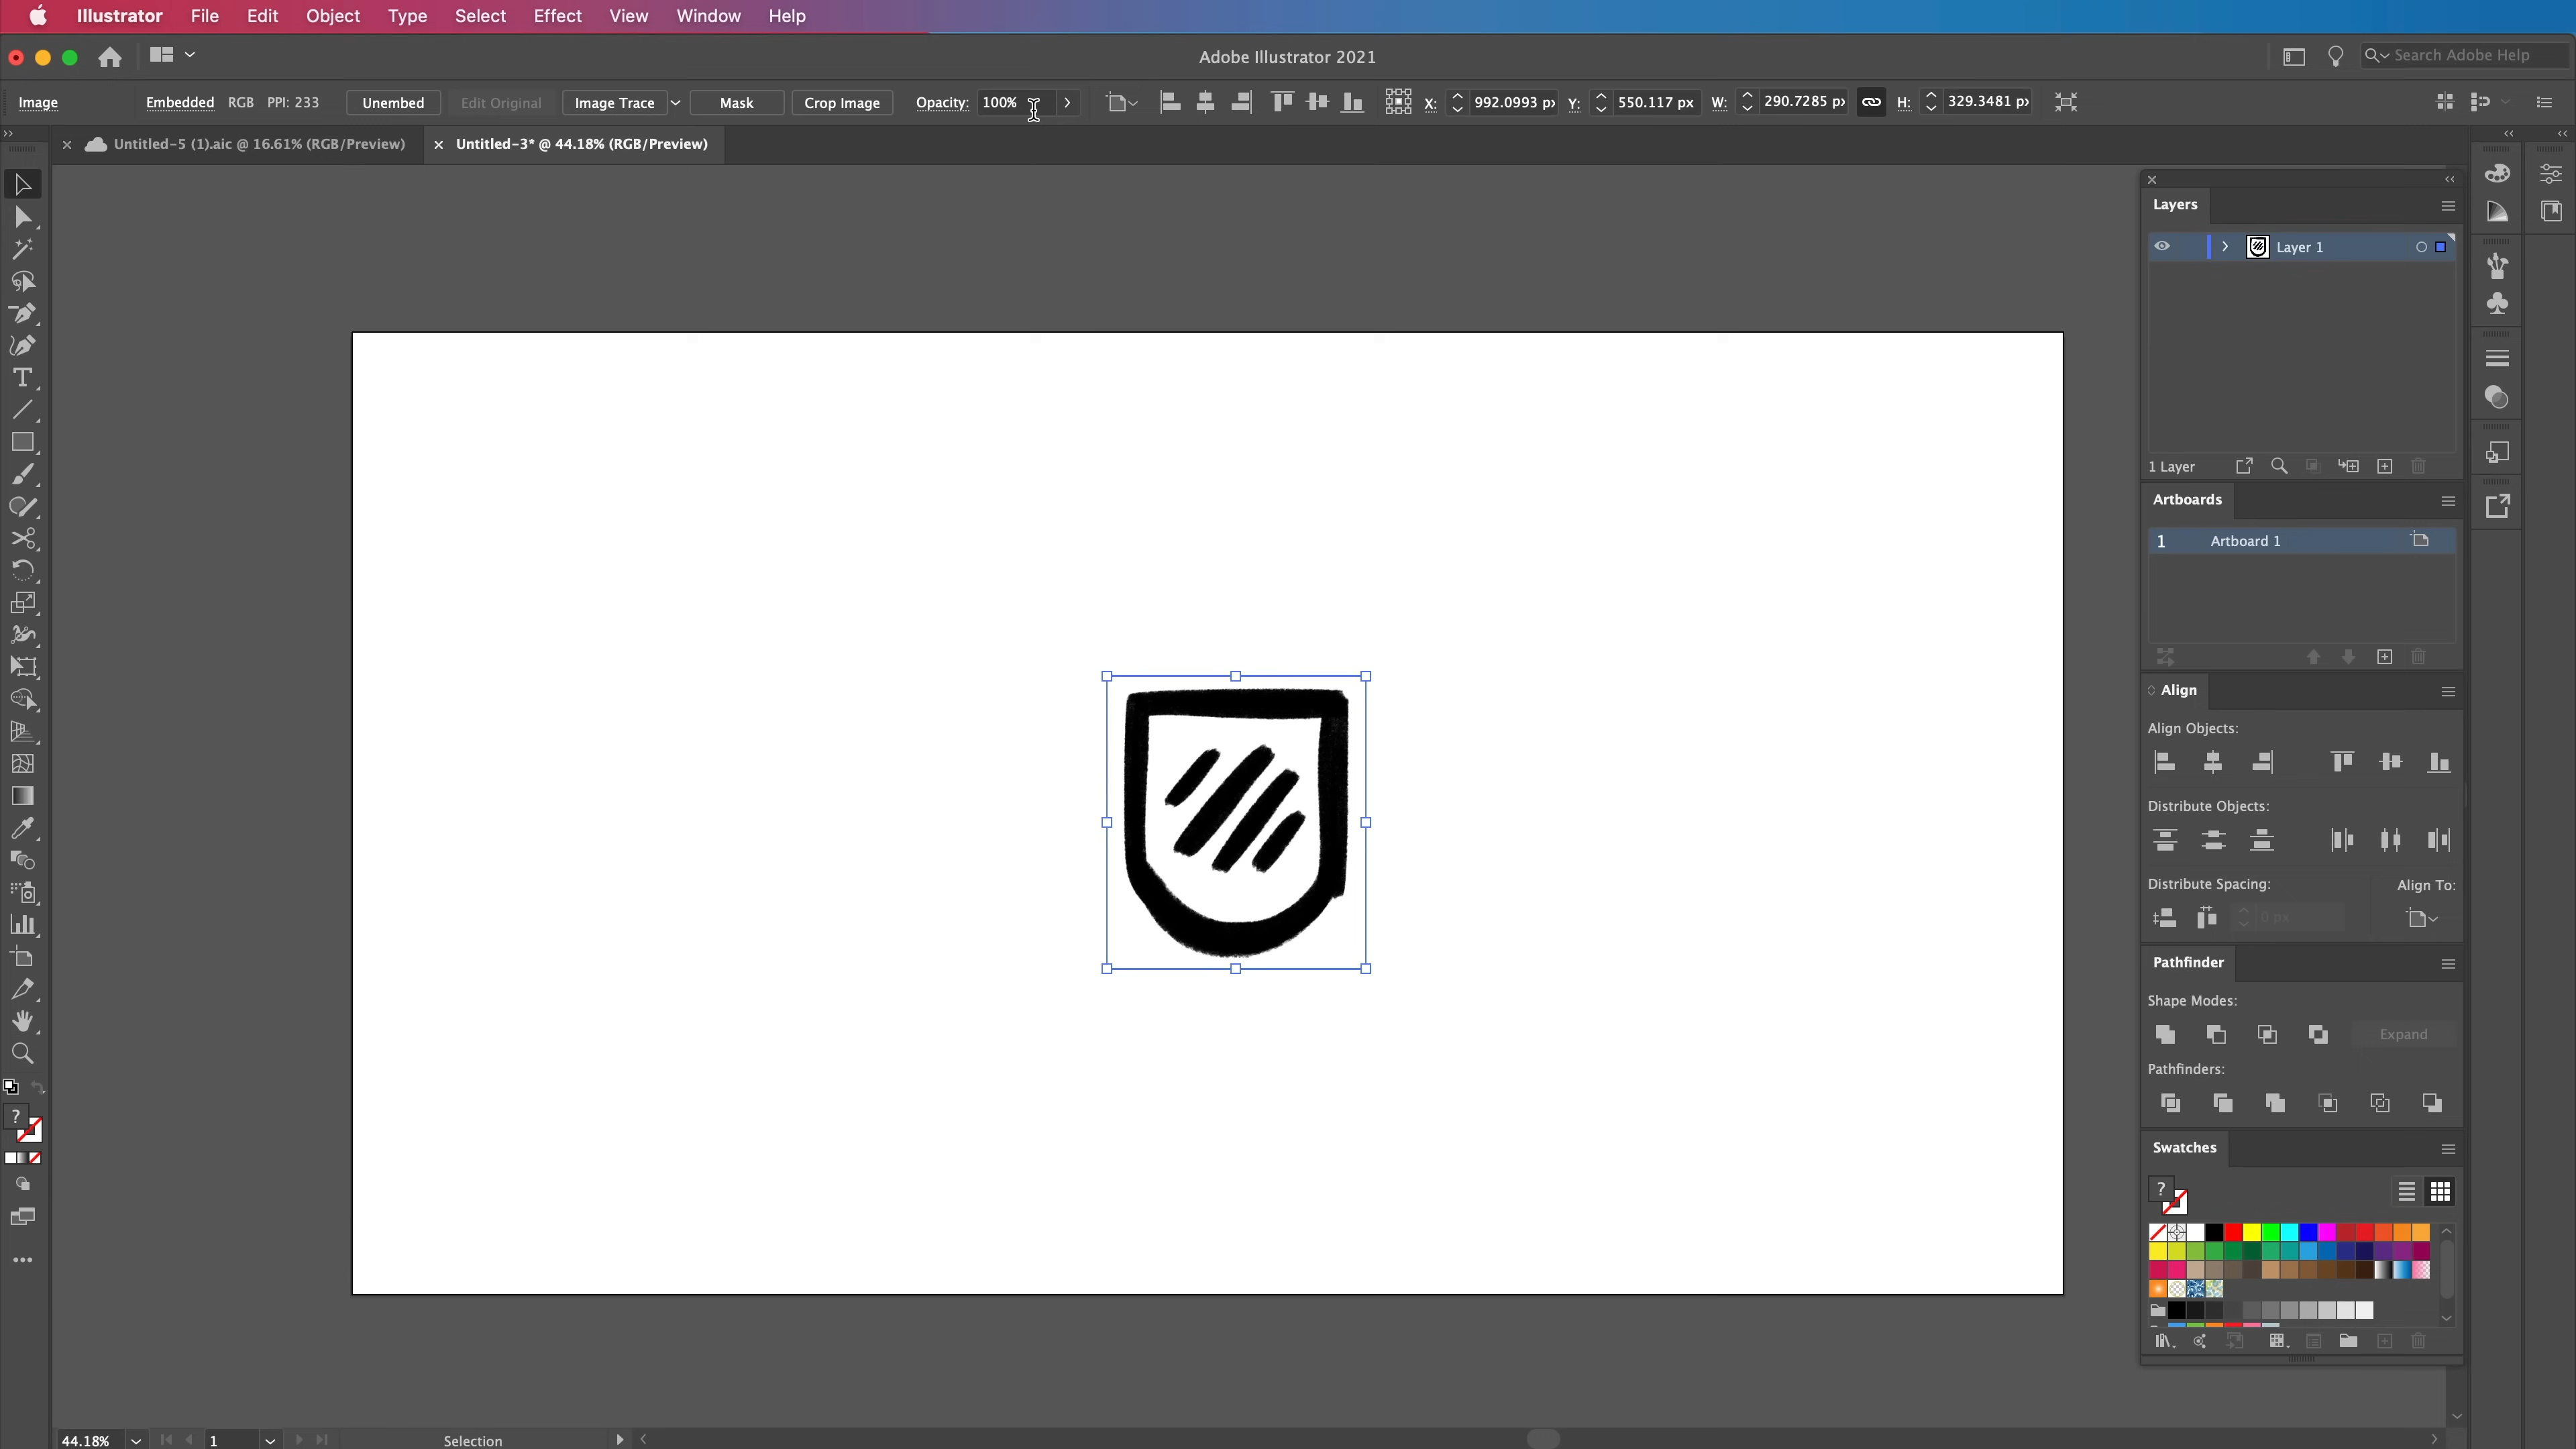 Illustrator File Edit Object Type Select Effect View Window Help
Adobe Illustrator 2021
Search Adobe Help
Image Embedded RGB PPI: 233 Unembed Edit Original Image Trace Mask Crop Image Opacity: 100% X: 992.0993 p Y: 550.117 px W: 290.7285 p H: 329.3481 p
Untitled-5 (1).aic @ 16.61% (RGB/Preview) Untitled-3* @ 44.18% (RGB/Preview)
Layers
Layer 1
1 Layer
Artboards
1 Artboard 1
Align
Align Objects:
Distribute Objects:
Distribute Spacing: Align To:
0 px
Pathfinder
Shape Modes:
Expand
Pathfinders:
Swatches
?
?
44.18% 1 Selection